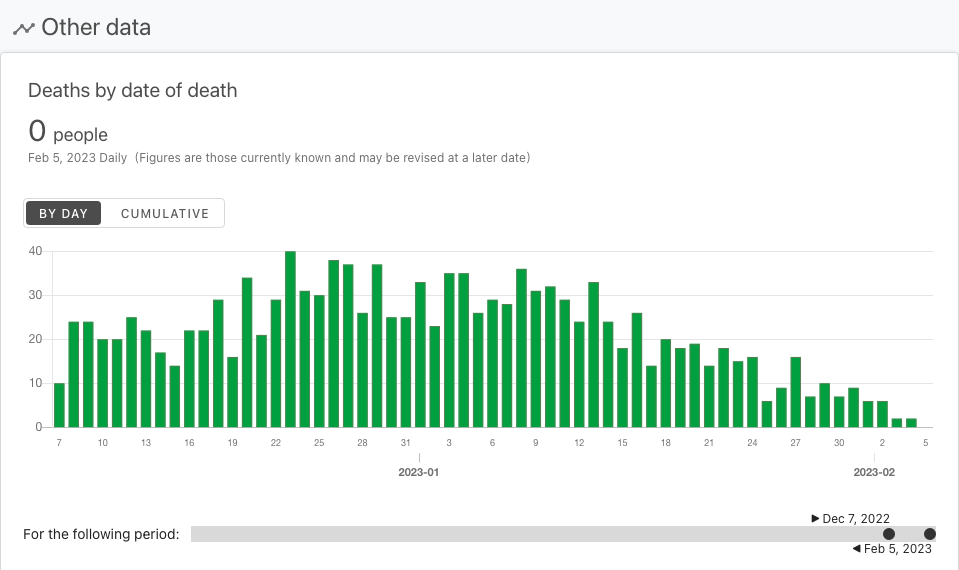 Other data
Deaths by date of death
0 people
Feb 5, 2023 Daily (Figures are those currently known and may be revised at a later date)
BY DAY CUMULATIVE
40
30
20
10
0
7 10 13 16 19 22 25 28 31 3 6 9 12 15 18 21 24 27 30 2 5
2023-01 2023-02
▶ Dec 7, 2022
For the following period:
◀ Feb 5, 2023